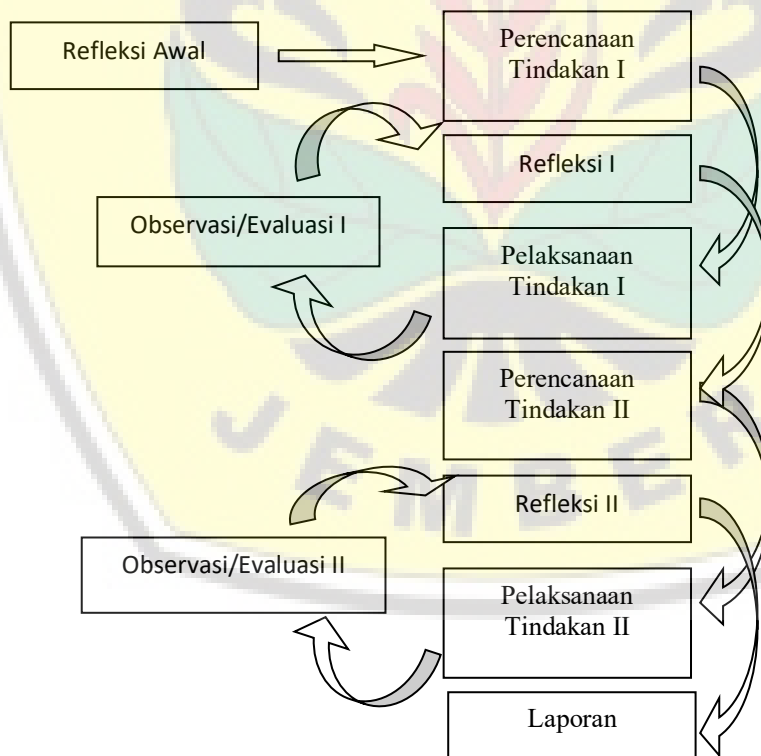 Refleksi Awal
Perencanaan
Tindakan I
Refleksi I
Observasi/Evaluasi I
Pelaksanaan
Tindakan I
Perencanaan
Tindakan II
JEMBER
Refleksi II
Observasi/Evaluasi II
Pelaksanaan
Tindakan II
Laporan